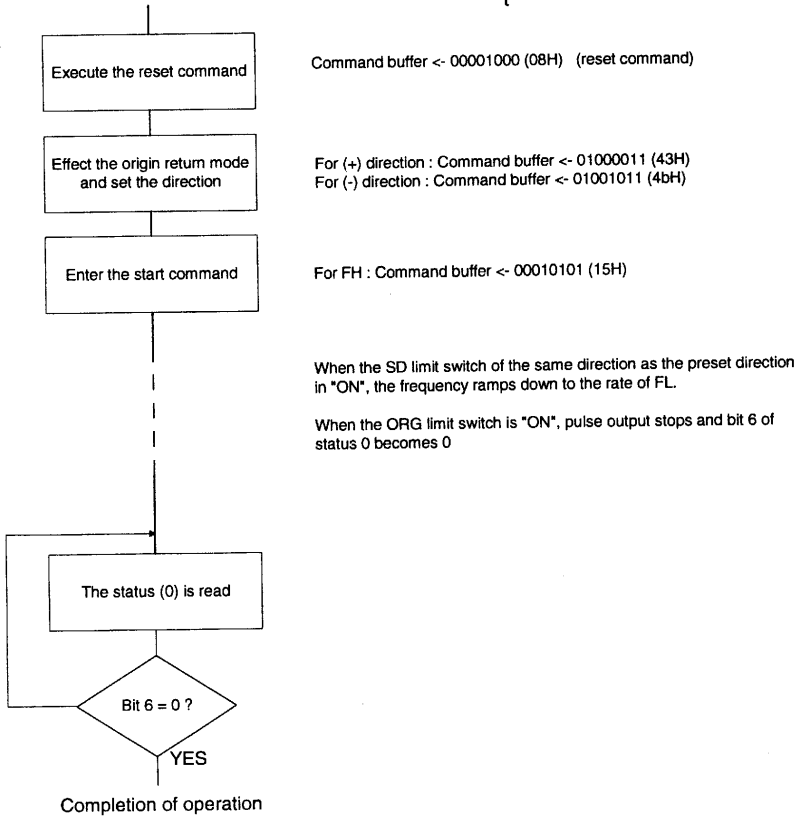 Execute the reset command
Command buffer <- 00001000 (08H) (reset command)
Effect the origin return mode
and set the direction
For (+) direction : Command buffer <- 01000011 (43H)
For (-) direction : Command buffer <- 01001011 (4bH)
Enter the start command
For FH : Command buffer <- 00010101 (15H)
When the SD limit switch of the same direction as the preset direction
in "ON", the frequency ramps down to the rate of FL.
When the ORG limit switch is "ON", pulse output stops and bit 6 of
status 0 becomes 0
The status (0) is read
Bit 6 = 0 ?
YES
Completion of operation